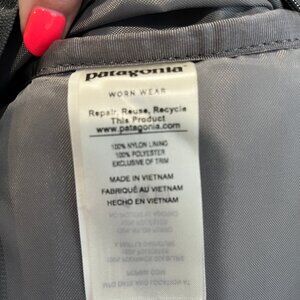 patagonia
WORN WEAR
Repair, Reuse, Recycle
This Product
www.patagonia.com
100% NYLON LINING
100% POLYESTER
EXCLUSIVE OF TRIM
MADE IN VIETNAM
FABRIQUÉ AU VIETNAM
HECHO EN VIETNAM